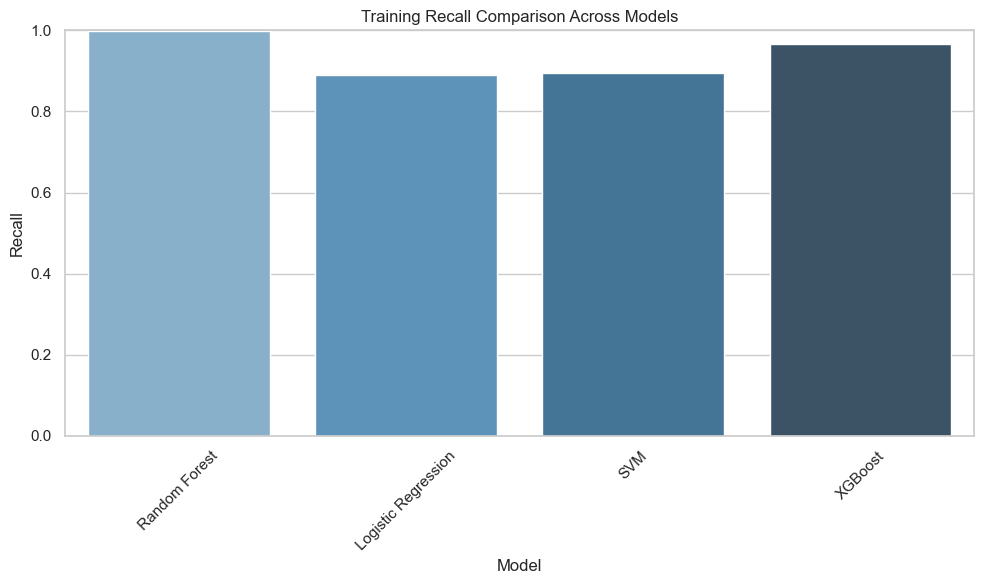 Training Recall Comparison Across Models
1.0
0.8
0.6
0.4
0.2
0.0
Recall
Random Forest
Logistic Regression
SVM
XGBoost
Model